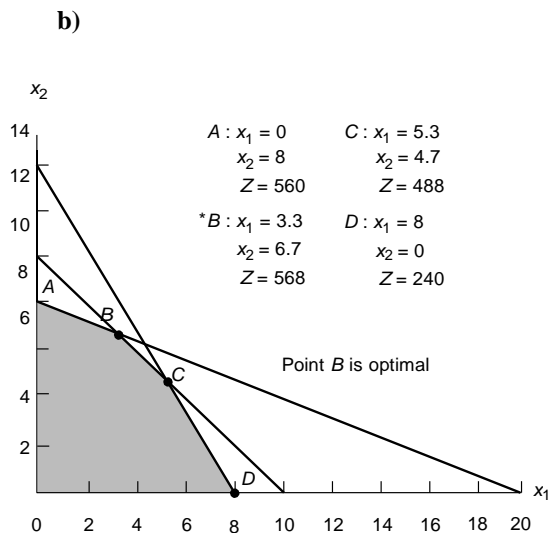 b)
x2
14
12
10
8
6
4
2
A : x1 = 0
x2 = 8
Z = 560
*B : x1 = 3.3
x2 = 6.7
Z = 568
C : x1 = 5.3
x2 = 4.7
Z = 488
D : x1 = 8
x2 = 0
Z = 240
A
B
C
Point B is optimal
D
x1
0 2 4 6 8 10 12 14 16 18 20